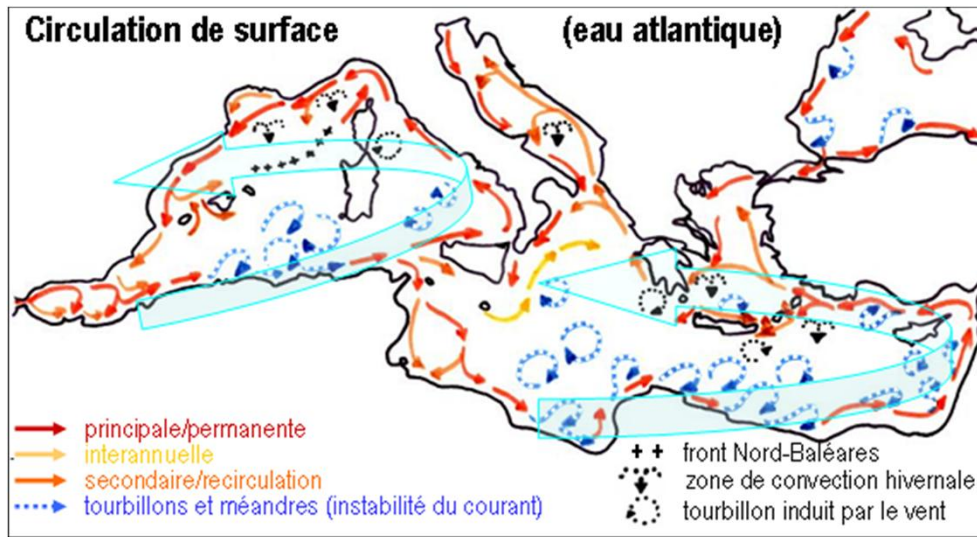 Circulation de surface (eau atlantique)
principale/permanente
interannuelle
secondaire/recirculation
tourbillons et méandres (instabilité du courant)
front Nord-Baléares
zone de convection hivernale
tourbillon induit par le vent